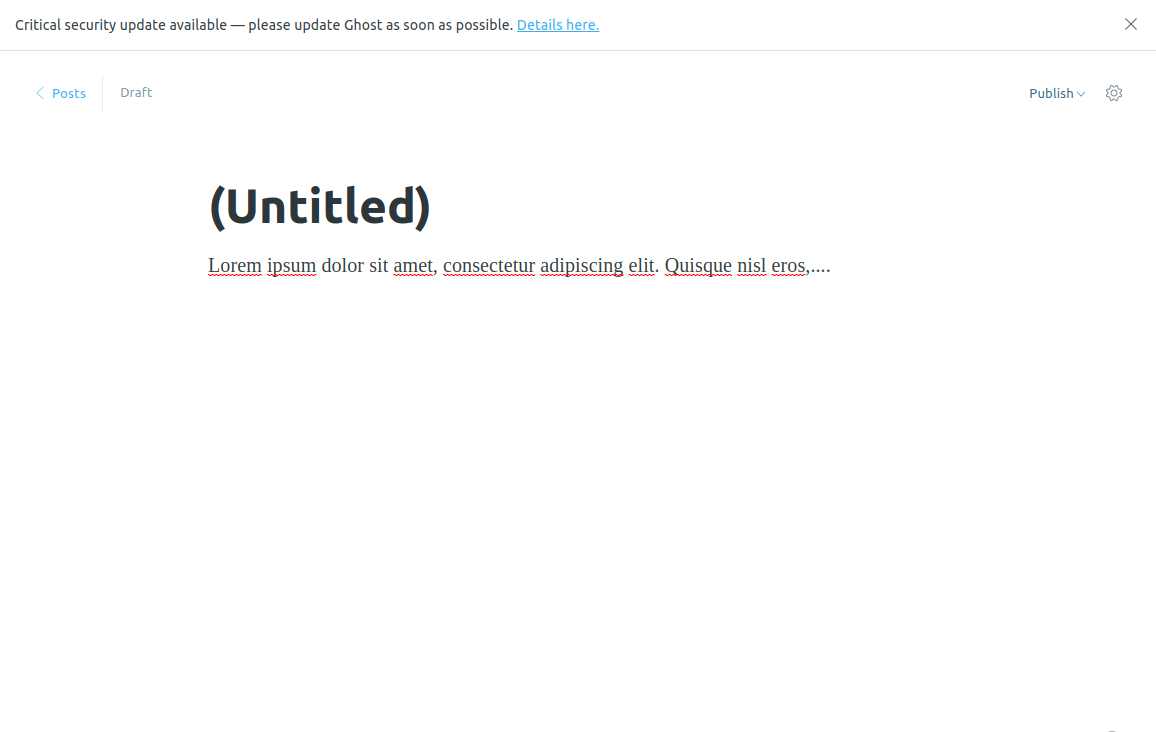 Critical security update available — please update Ghost as soon as possible. Details here.
Posts
Draft
Publish
(Untitled)
Lorem ipsum dolor sit amet, consectetur adipiscing elit. Quisque nisl eros,....